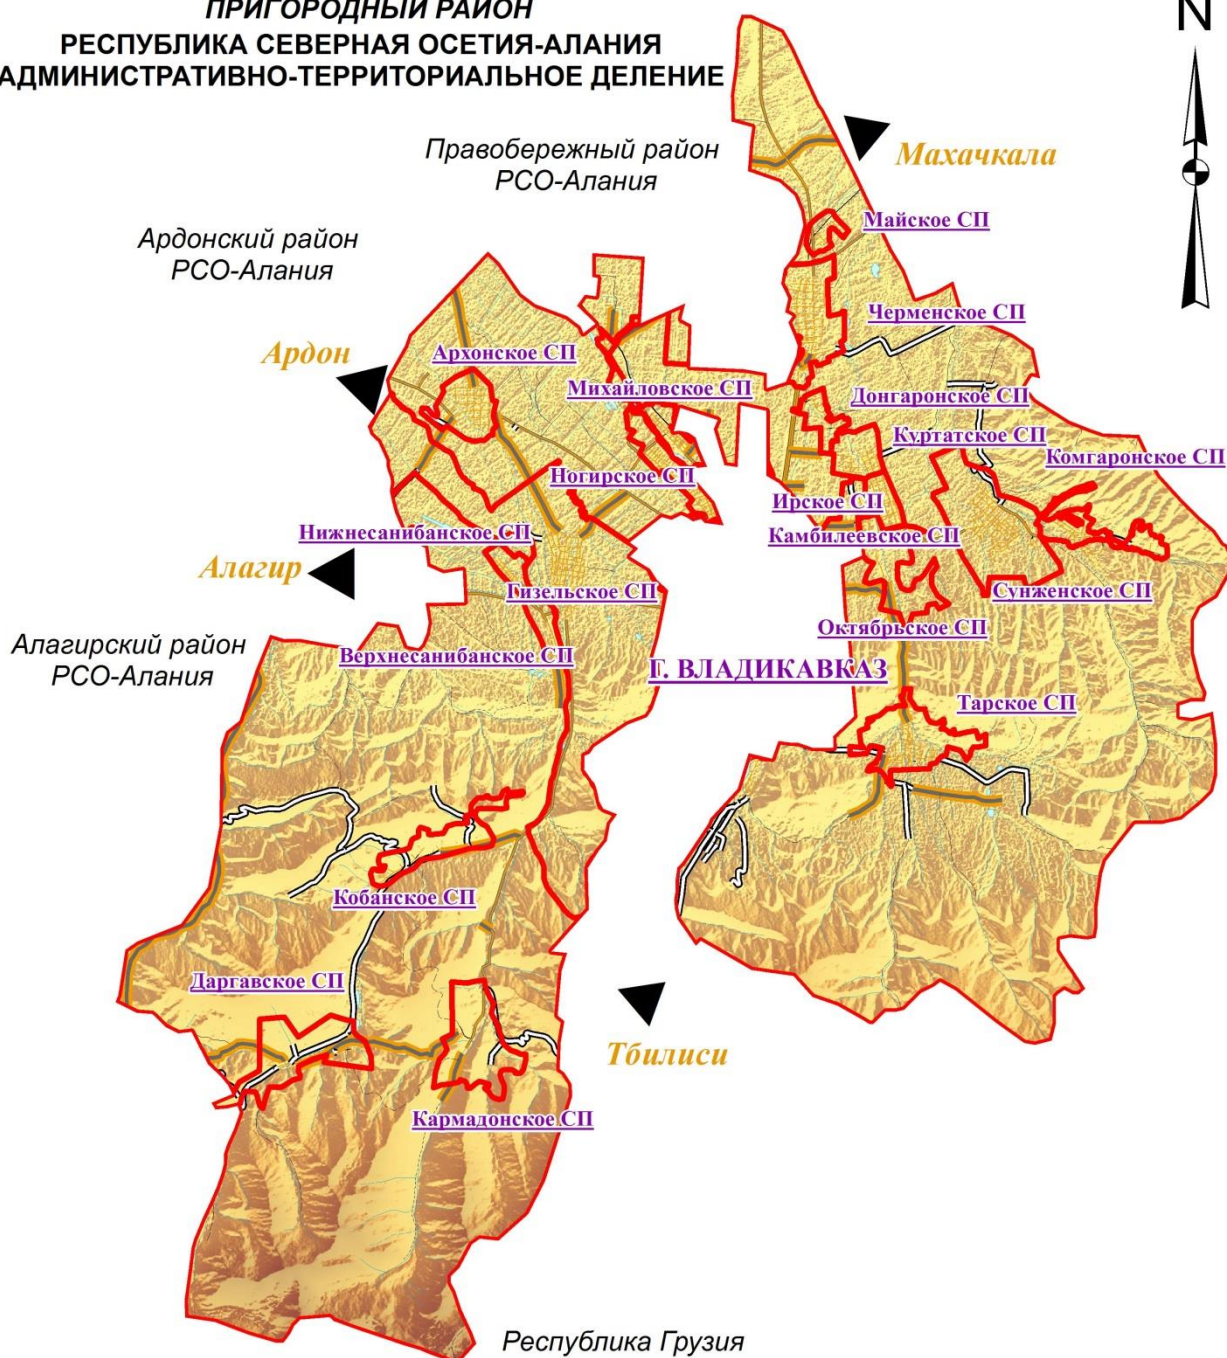 ПРИГОРОДНЫЙ РАЙОН
РЕСПУБЛИКА СЕВЕРНАЯ ОСЕТИЯ-АЛАНИЯ
АДМИНИСТРАТИВНО-ТЕРРИТОРИАЛЬНОЕ ДЕЛЕНИЕ
N
Правобережный район
РСО-Алания
Махачкала
Майское СП
Ардонский район
РСО-Алания
Черменское СП
Ардон
Архонское СП
Михайловское СП
Донгаронское СП
Куртатское СП
Комгаронское СП
Ногирское СП
Ирское СП
Нижнесанибанское СП
Камбилеевское СП
Алагир
Гизельское СП
Сунженское СП
Октябрьское СП
Алагирский район
РСО-Алания
Верхнесанибанское СП
Г. ВЛАДИКАВКАЗ
Тарское СП
Кобанское СП
Даргавское СП
Тбилиси
Кармадонское СП
Республика Грузия